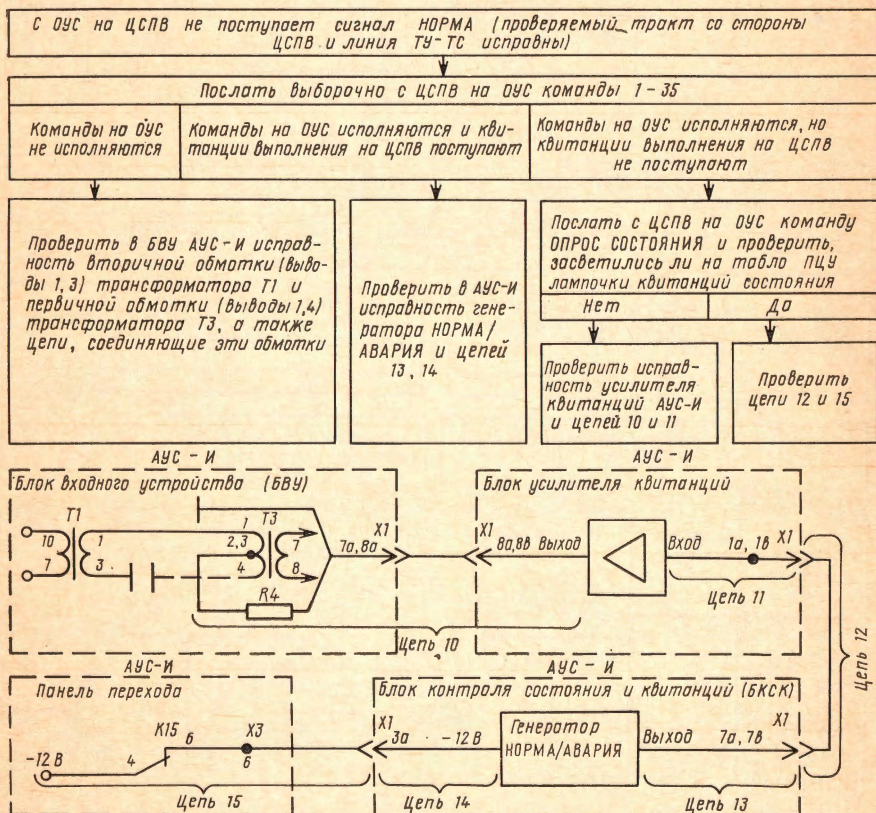 С ОУС на ЦСПВ не поступает сигнал НОРМА (проверяемый тракт со стороны
ЦСПВ и линия ТУ-ТС исправны)
Послать выборочно с ЦСПВ на ОУС команды 1-35
Команды на ОУС
не исполняются
Команды на ОУС исполняются и кви-
танции выполнения на ЦСПВ поступают
Команды на ОУС исполняются, но
квитанции выполнения на ЦСПВ
не поступают
Проверить в БВУ АУС-И исправ-
ность вторичной обмотки (выво-
ды 1,3) трансформатора Т1 и
первичной обмотки (выводы 1,4)
трансформатора Т3, а также
цепи, соединяющие эти обмотки
Проверить в АУС-И
исправность гене-
ратора НОРМА/
АВАРИЯ и цепей
13, 14
Послать с ЦСПВ на ОУС команду
ОПРОС СОСТОЯНИЯ и проверить,
засветились ли на табло ПЦУ
лампочки квитанций состояния
Нет
Да
Проверить исправ-
ность усилителя
квитанций АУС-И
и цепей 10 и 11
Проверить
цепи 12 и 15
АУС-И
Блок входного устройства (БВУ)
Т1
10
7
1
3
1
Т3
2,3
4
7
8
R4
7а,8а
X1
АУС-И
Блок усилителя квитанций
X1
8а,8в Выход
Вход
1а, 1в
X1
Цепь 11
Цепь 10
Цепь 12
АУС-И
Панель перехода
-12 В
4
К15
6
X3
6
Цепь 15
АУС-И
Блок контроля состояния и квитанций (БКСК)
X1
3а
-12 В
Генератор
НОРМА/АВАРИЯ
Выход
7а, 7в
X1
Цепь 14
Цепь 13